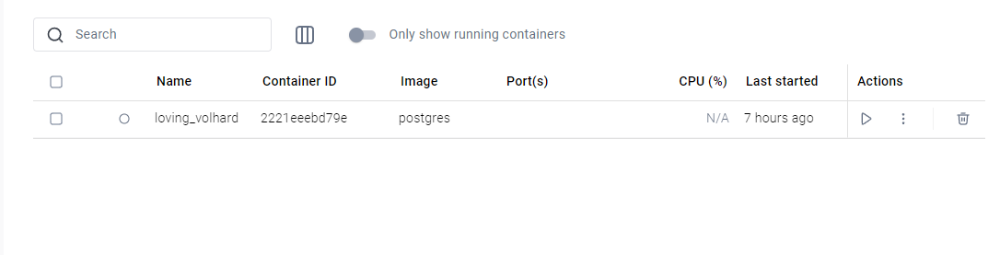 Search Only show running containers
Name Container ID Image Port(s) CPU (%) Last started Actions
loving_volhard 2221eeebd79e postgres N/A 7 hours ago